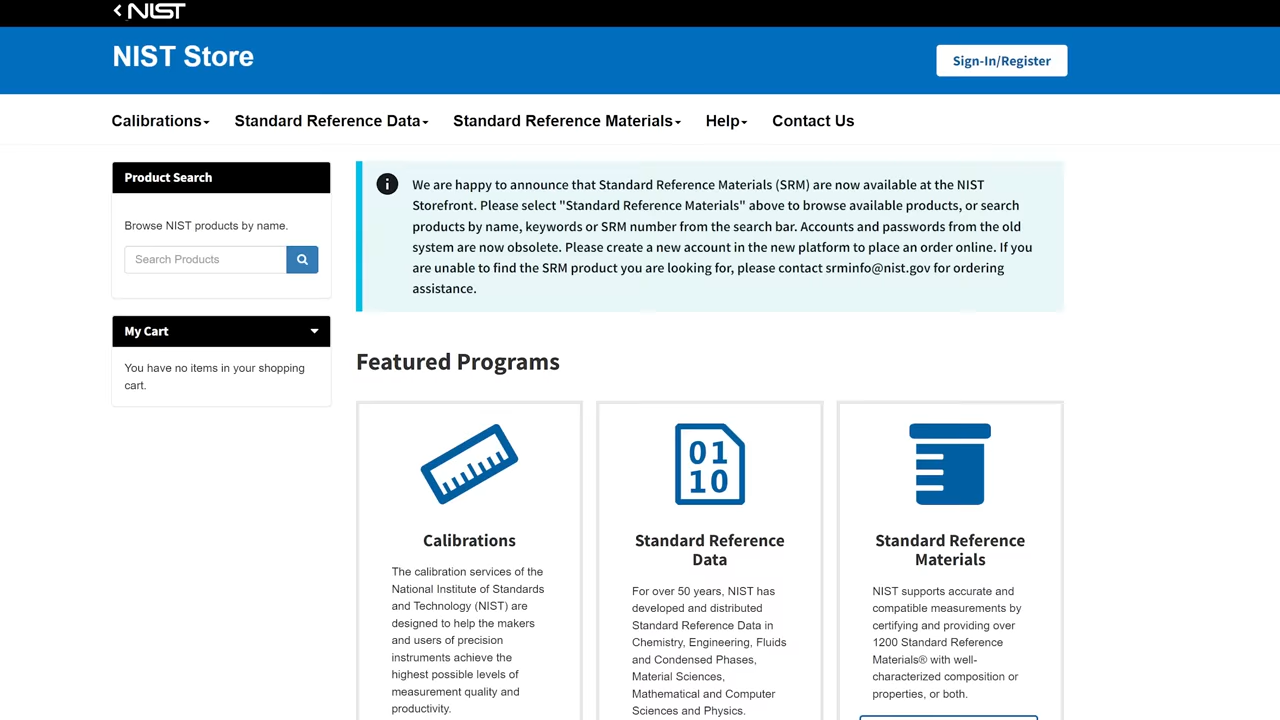 NIST
NIST Store
Sign-In/Register
Calibrations
Standard Reference Data
Standard Reference Materials
Help
Contact Us
Product Search
Browse NIST products by name.
Search Products
My Cart
You have no items in your shopping
cart.
We are happy to announce that Standard Reference Materials (SRM) are now available at the NIST
Storefront. Please select "Standard Reference Materials" above to browse available products, or search
products by name, keywords or SRM number from the search bar. Accounts and passwords from the old
system are now obsolete. Please create a new account in the new platform to place an order online. If you
are unable to find the SRM product you are looking for, please contact srminfo@nist.gov for ordering
assistance.
Featured Programs
Calibrations
The calibration services of the
National Institute of Standards
and Technology (NIST) are
designed to help the makers
and users of precision
instruments achieve the
highest possible levels of
measurement quality and
productivity.
01
10
Standard Reference
Data
For over 50 years, NIST has
developed and distributed
Standard Reference Data in
Chemistry, Engineering, Fluids
and Condensed Phases,
Material Sciences,
Mathematical and Computer
Sciences and Physics.
Standard Reference
Materials
NIST supports accurate and
compatible measurements by
certifying and providing over
1200 Standard Reference
Materials® with well-
characterized composition or
properties, or both.